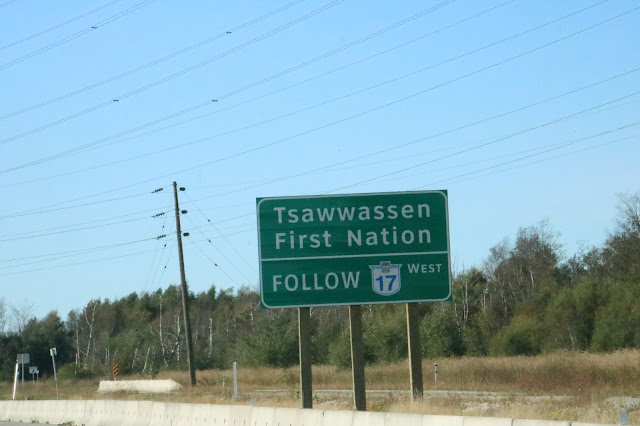 Tsawwassen
First Nation
FOLLOW 17 WEST